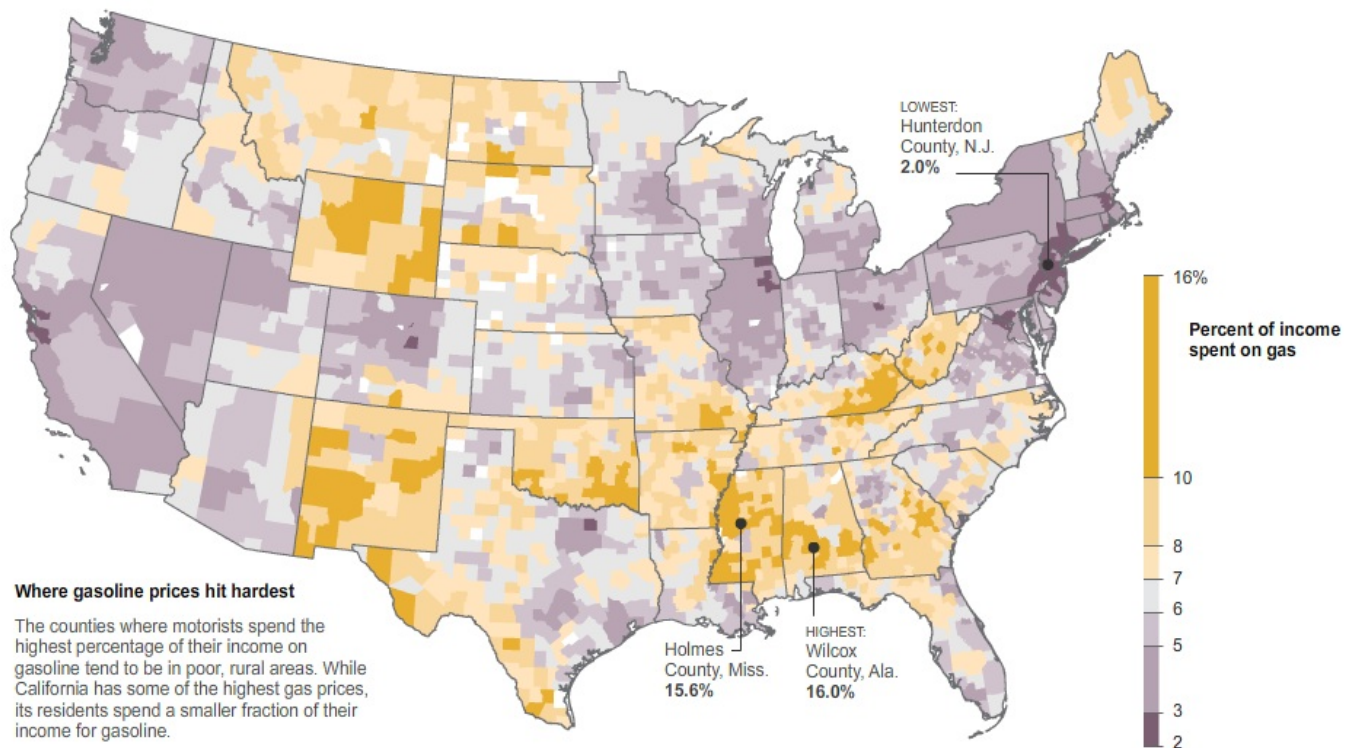 LOWEST:
Hunterdon
County, N.J.
2.0%
16%
Percent of income
spent on gas
10
8
7
6
5
3
2
Where gasoline prices hit hardest
The counties where motorists spend the
highest percentage of their income on
gasoline tend to be in poor, rural areas. While
California has some of the highest gas prices,
its residents spend a smaller fraction of their
income for gasoline.
Holmes
County, Miss.
15.6%
HIGHEST:
Wilcox
County, Ala.
16.0%